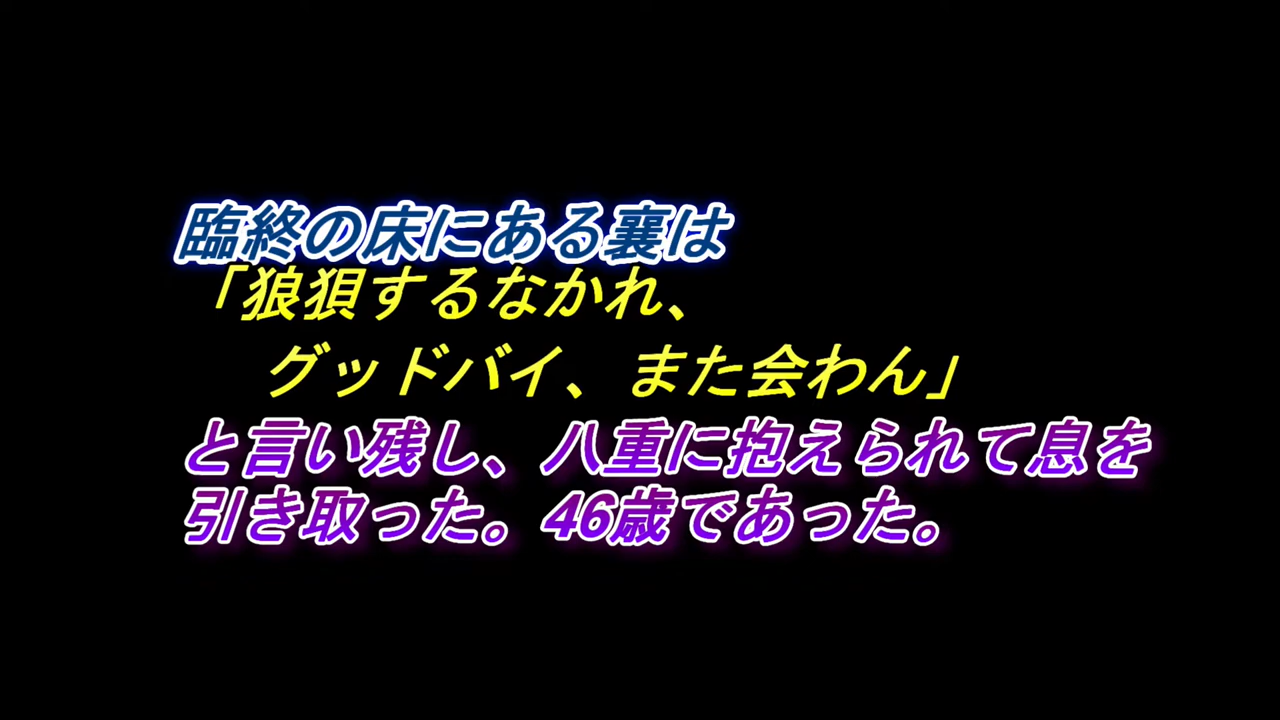 臨終の床にある襄は
「狼狽するなかれ、
グッドバイ、また会わん」
と言い残し、八重に抱えられて息を
引き取った。46歳であった。